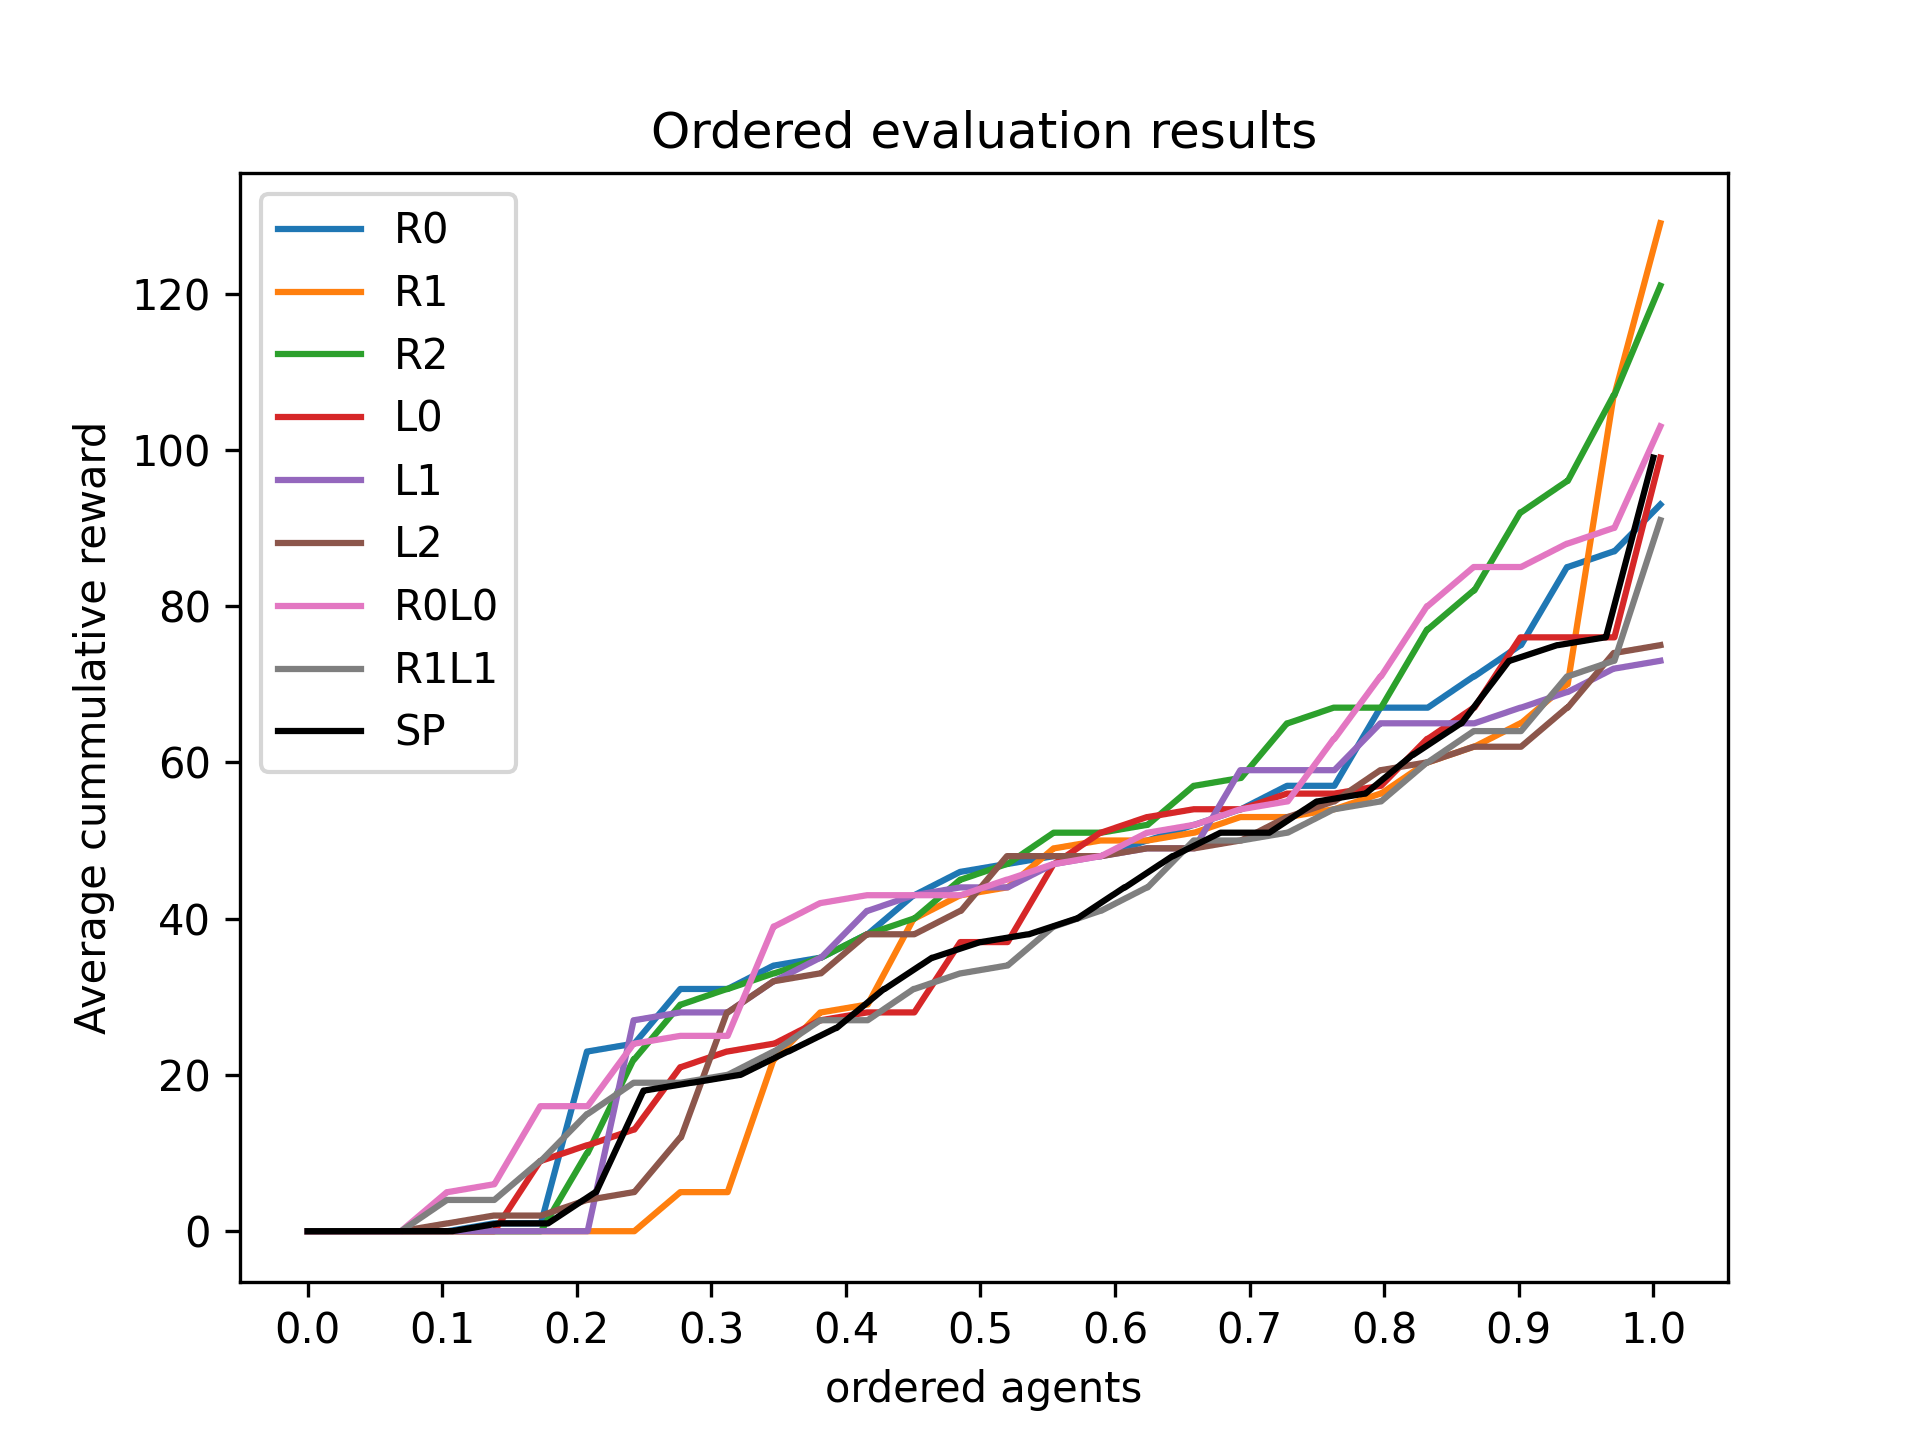 Ordered evaluation results
R0
R1
R2
L0
L1
L2
R0L0
R1L1
SP
Average cummulative reward
120
100
80
60
40
20
0
0.0 0.1 0.2 0.3 0.4 0.5 0.6 0.7 0.8 0.9 1.0
ordered agents